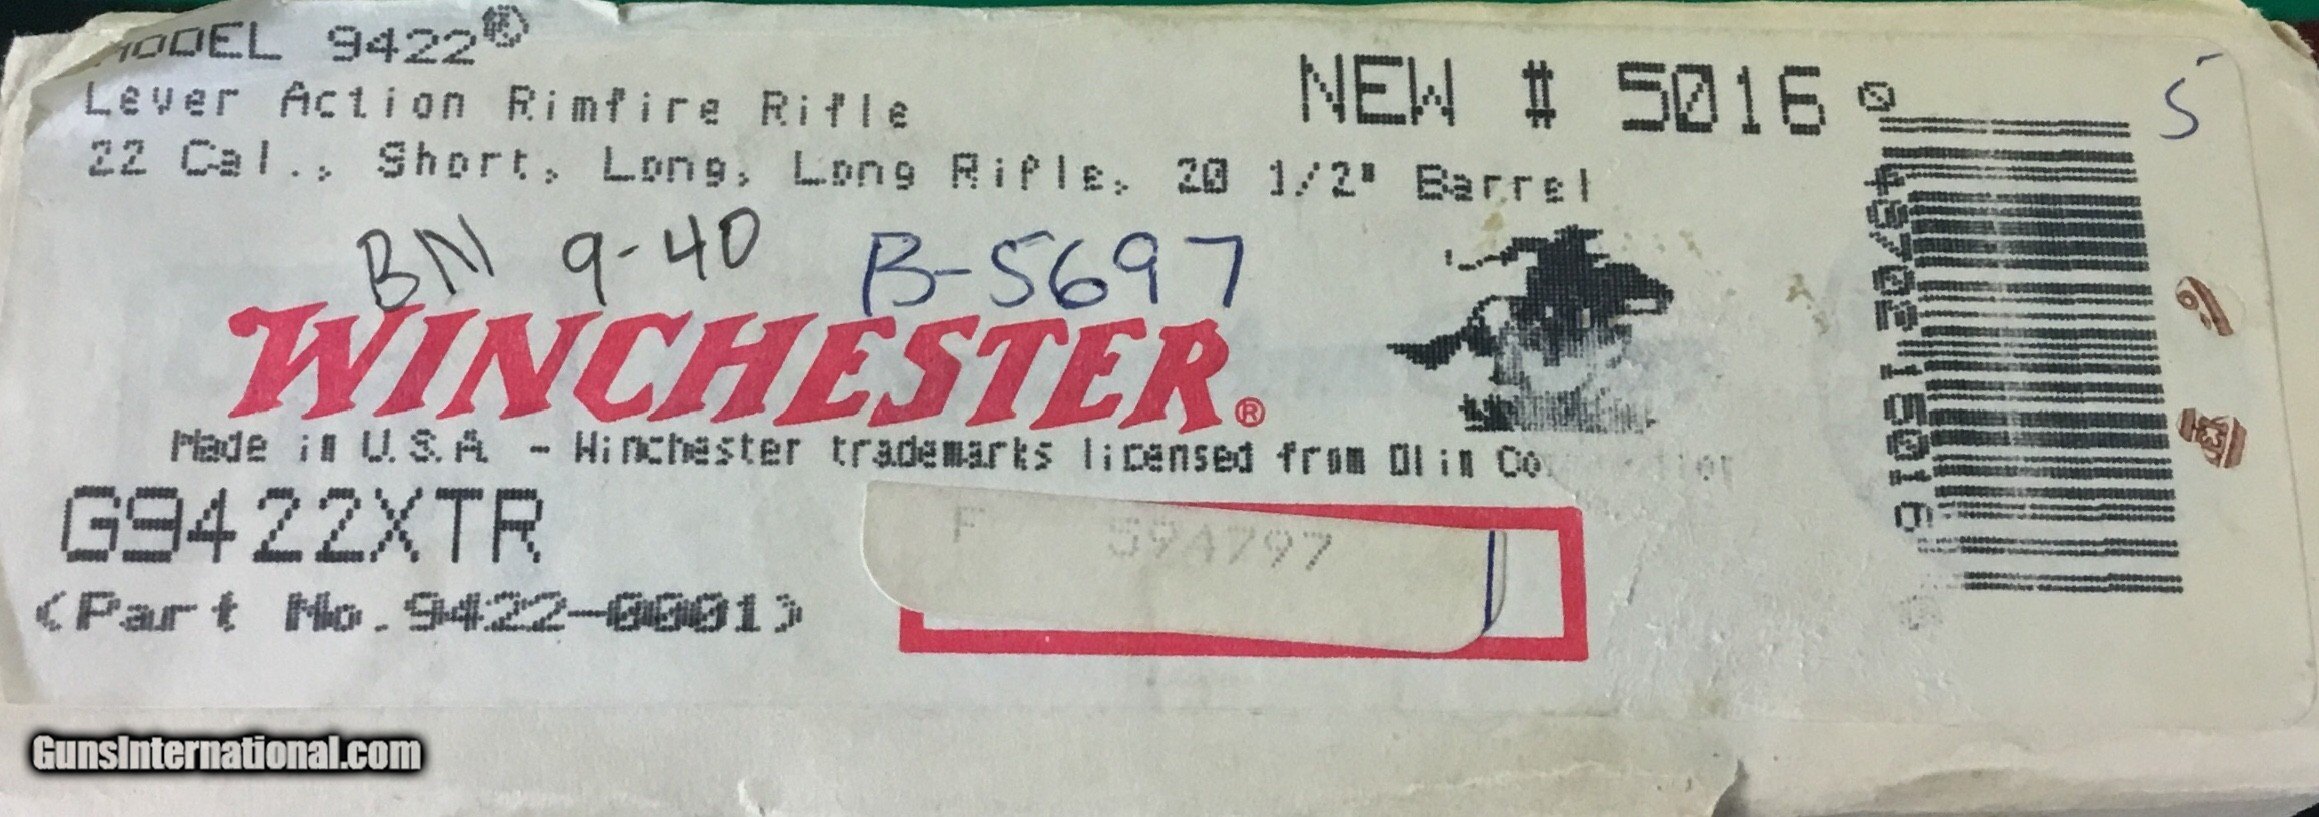 MODEL 9422®
Lever Action Rimfire Rifle
22 Cal., Short, Long, Long Rifle, 20 1/2" Barrel
NEW # 5016
5
BN 9-40 B-5697
WINCHESTER®
Made in U.S.A. - Winchester trademarks licensed from Olin
G9422XTR
(Part No.9422-0001)
F 594797
GunsInternational.com